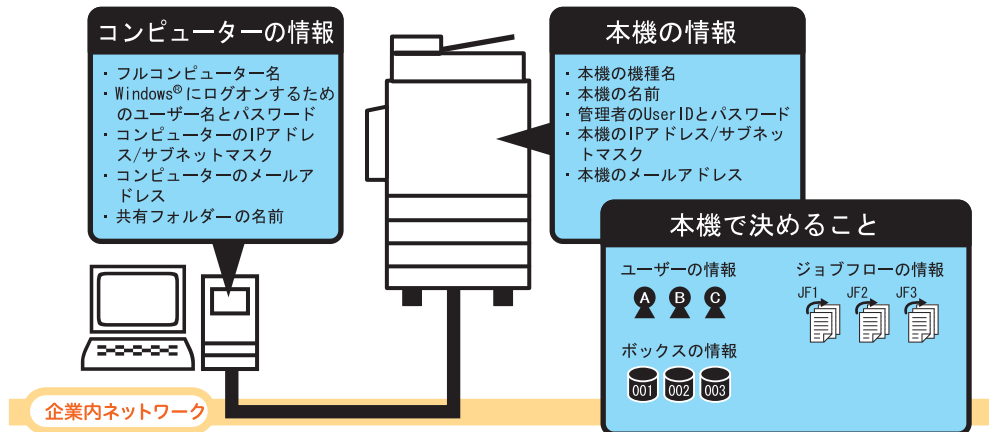 コンピューターの情報
・フルコンピューター名
・Windows®にログオンするため
のユーザー名とパスワード
・コンピューターのIPアドレ
ス/サブネットマスク
・コンピューターのメールア
ドレス
・共有フォルダーの名前
本機の情報
・本機の機種名
・本機の名前
・管理者のUserIDとパスワード
・本機のIPアドレス/サブネッ
トマスク
・本機のメールアドレス
本機で決めること
ユーザーの情報
A B C
ジョブフローの情報
JF1 JF2 JF3
ボックスの情報
001 002 003
企業内ネットワーク